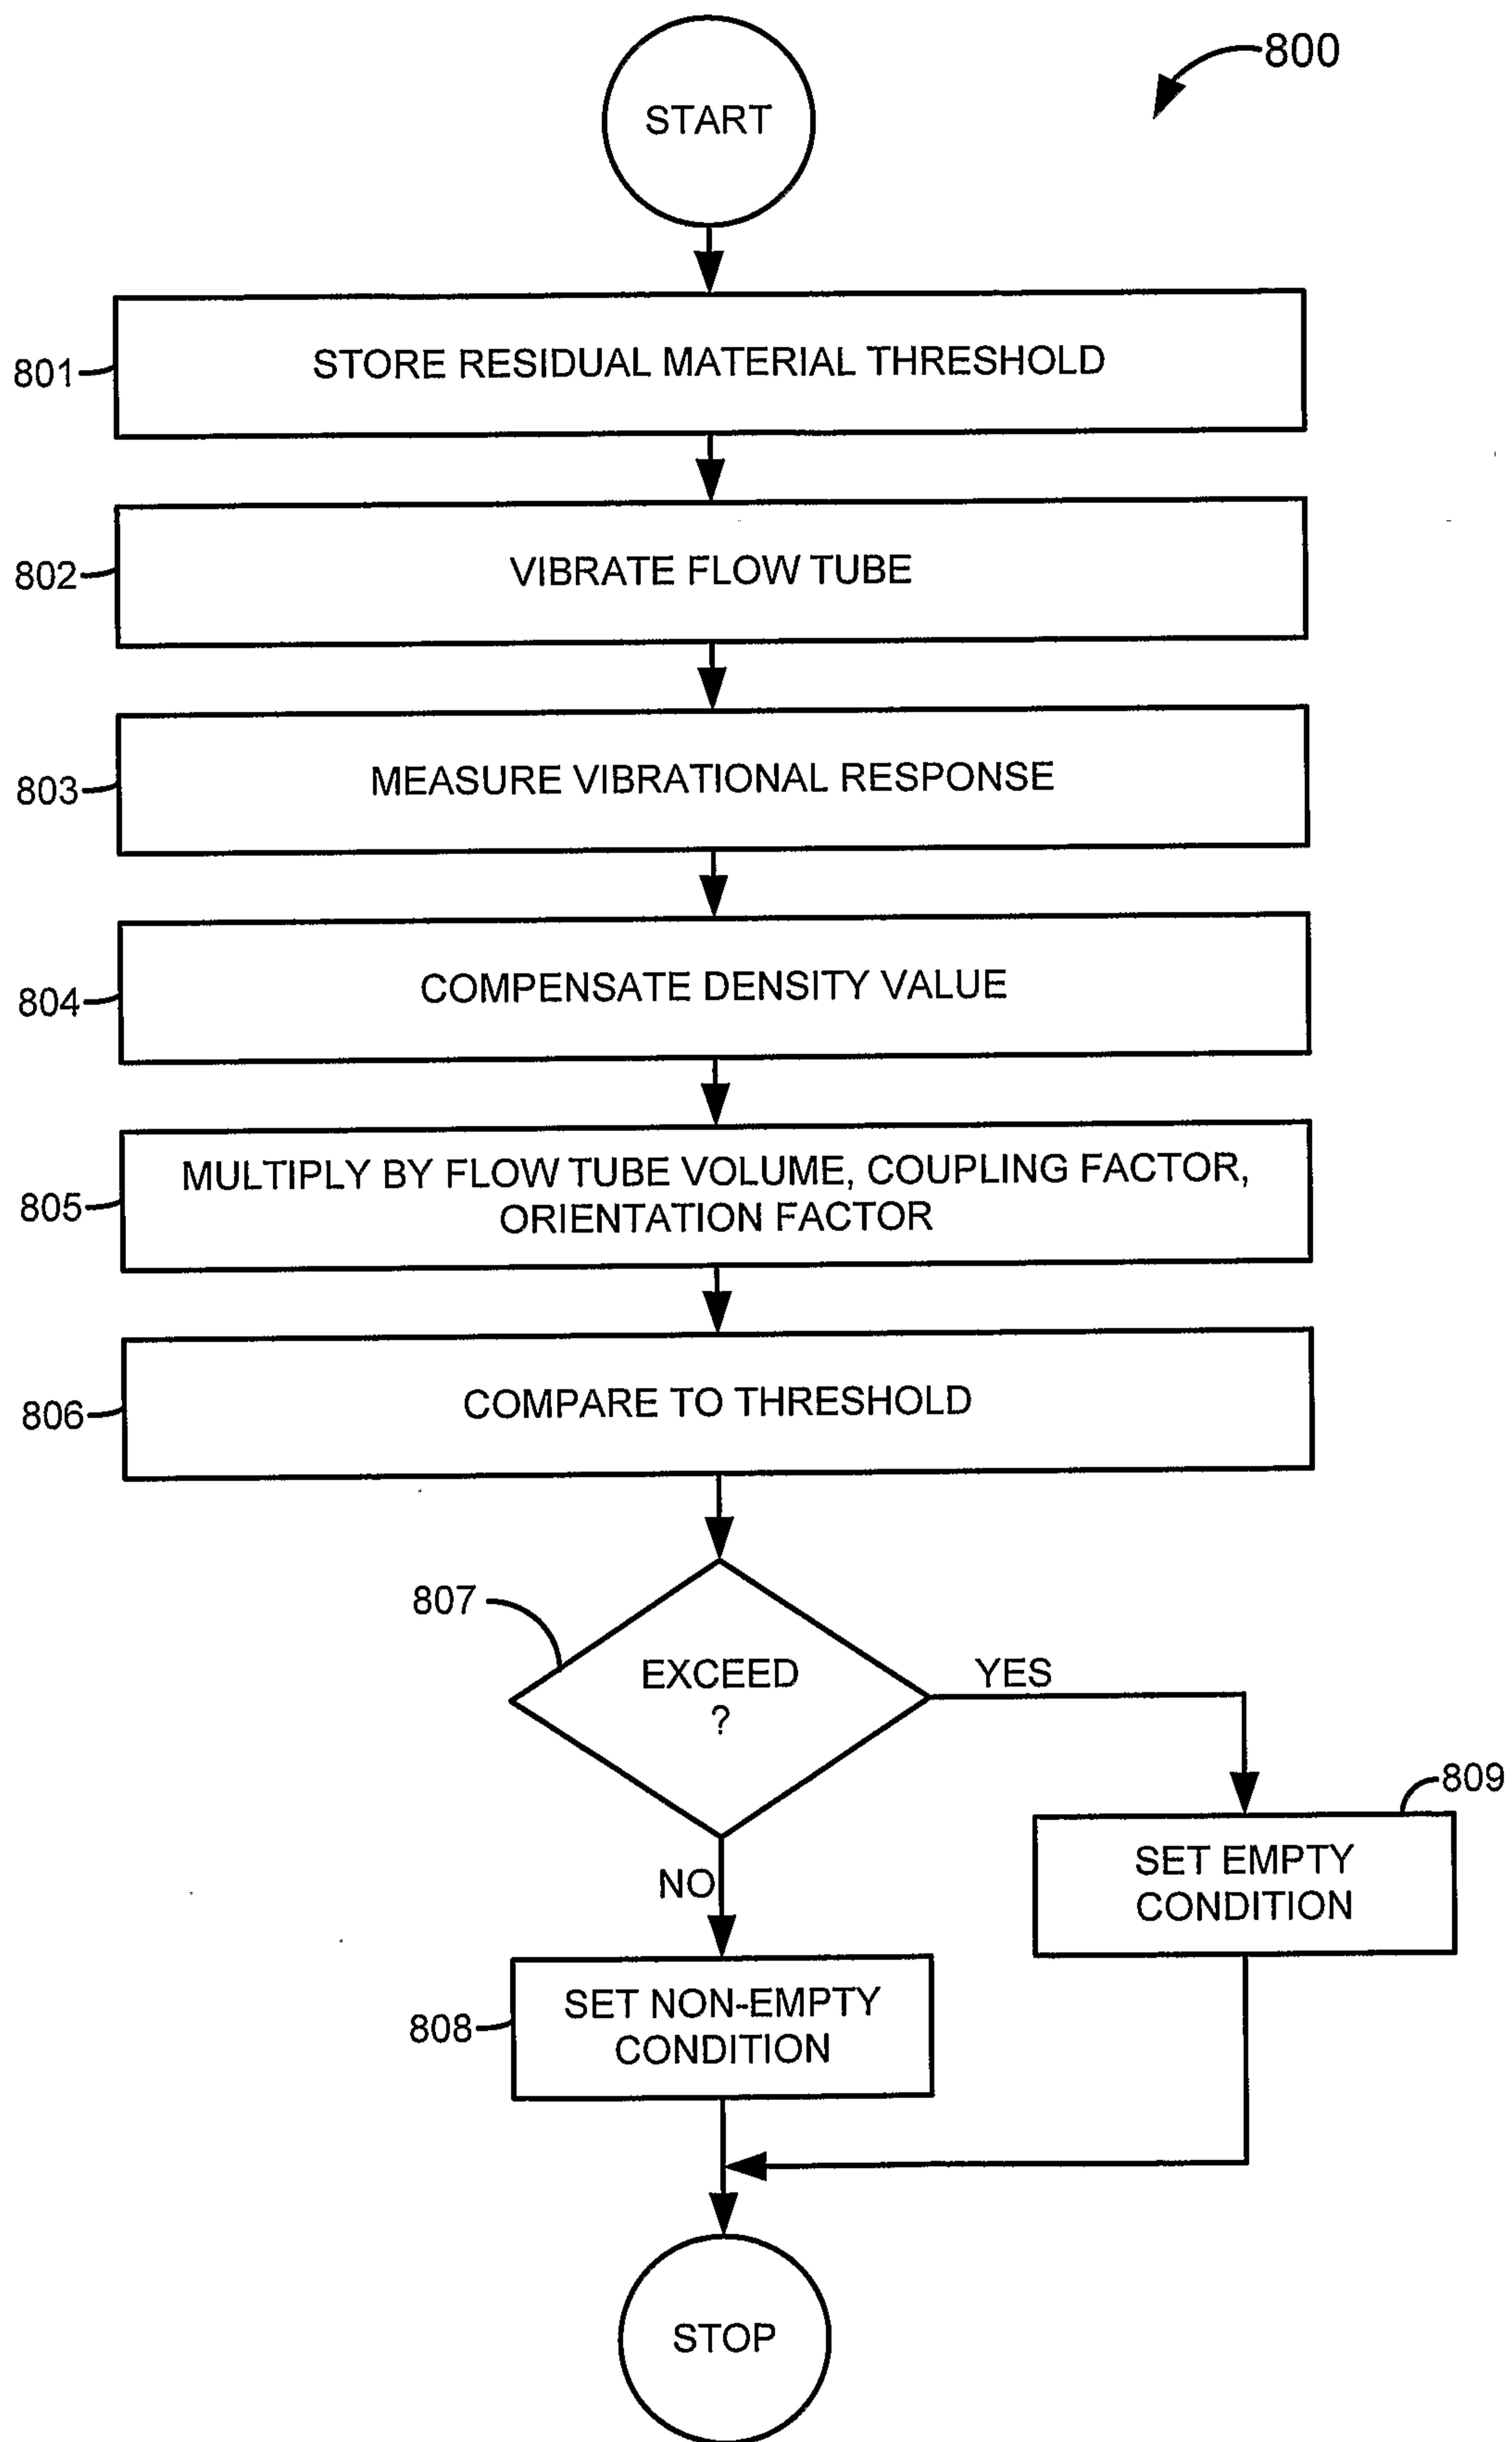 800
START
801
STORE RESIDUAL MATERIAL THRESHOLD
802
VIBRATE FLOW TUBE
803
MEASURE VIBRATIONAL RESPONSE
804
COMPENSATE DENSITY VALUE
805
MULTIPLY BY FLOW TUBE VOLUME, COUPLING FACTOR,
ORIENTATION FACTOR
806
COMPARE TO THRESHOLD
807
EXCEED
?
YES
809
SET EMPTY
CONDITION
NO
808
SET NON-EMPTY
CONDITION
STOP